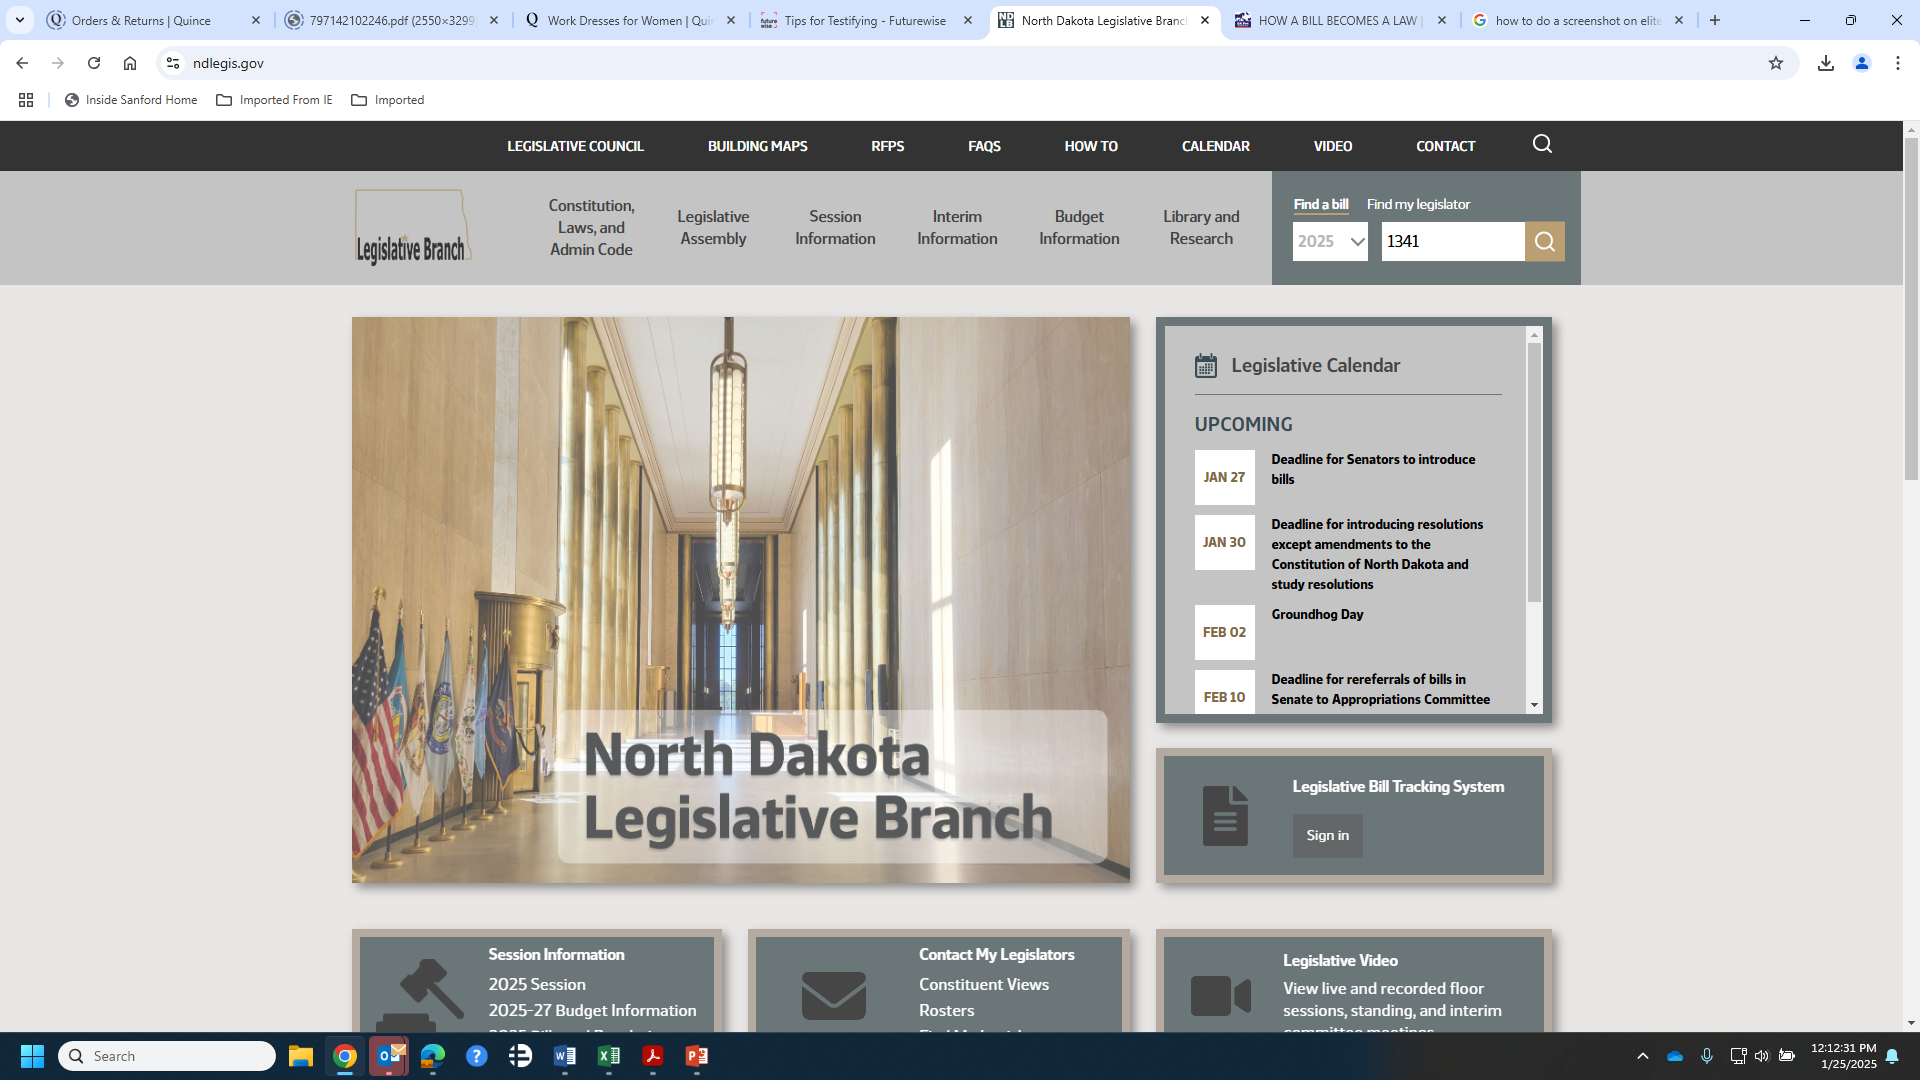 Orders & Returns | Quince
797142102246.pdf (2550×3299
Work Dresses for Women | Qui
Tips for Testifying - Futurewise
North Dakota Legislative Branch
HOW A BILL BECOMES A LAW |
how to do a screenshot on elite
ndlegis.gov
Inside Sanford Home
Imported From IE
Imported
LEGISLATIVE COUNCIL
BUILDING MAPS
RFPS
FAQS
HOW TO
CALENDAR
VIDEO
CONTACT
Legislative Branch
Constitution,
Laws, and
Admin Code
Legislative
Assembly
Session
Information
Interim
Information
Budget
Information
Library and
Research
Find a bill
Find my legislator
2025
1341
North Dakota
Legislative Branch
Legislative Calendar
UPCOMING
JAN 27
Deadline for Senators to introduce
bills
JAN 30
Deadline for introducing resolutions
except amendments to the
Constitution of North Dakota and
study resolutions
FEB 02
Groundhog Day
FEB 10
Deadline for rereferrals of bills in
Senate to Appropriations Committee
Legislative Bill Tracking System
Sign in
Session Information
2025 Session
2025-27 Budget Information
Contact My Legislators
Constituent Views
Rosters
Legislative Video
View live and recorded floor
sessions, standing, and interim
committee meetings
Search
12:12:31 PM
1/25/2025